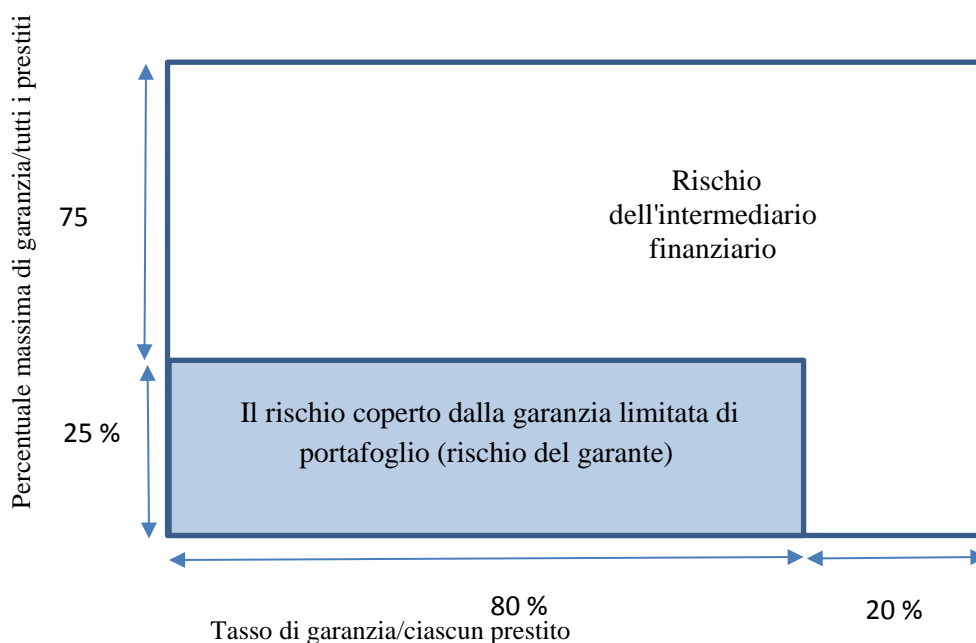 Percentuale massima di garanzia/tutti i prestiti
75
25 %
Rischio
dell'intermediario
finanziario
Il rischio coperto dalla garanzia limitata di
portafoglio (rischio del garante)
80 %
20 %
Tasso di garanzia/ciascun prestito